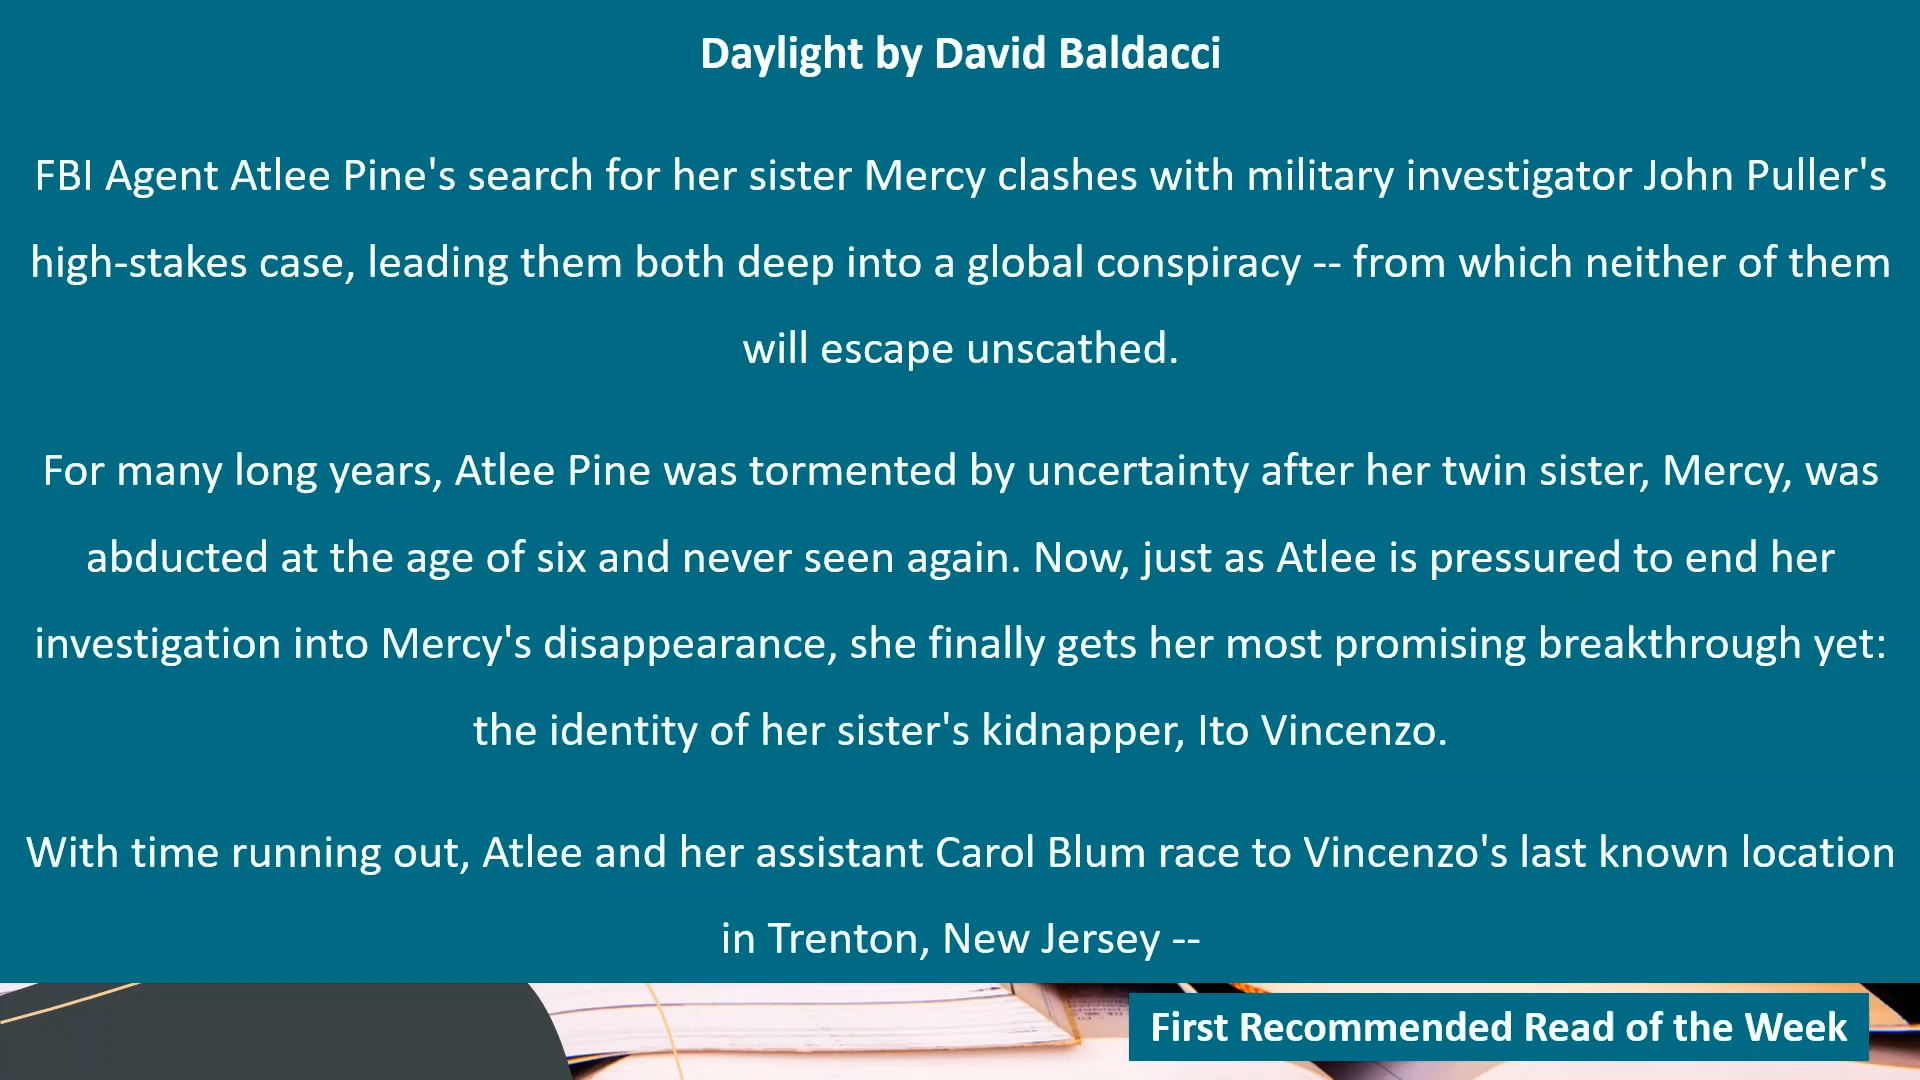 Daylight by David Baldacci
FBI Agent Atlee Pine's search for her sister Mercy clashes with military investigator John Puller's
high-stakes case, leading them both deep into a global conspiracy -- from which neither of them
will escape unscathed.
For many long years, Atlee Pine was tormented by uncertainty after her twin sister, Mercy, was
abducted at the age of six and never seen again. Now, just as Atlee is pressured to end her
investigation into Mercy's disappearance, she finally gets her most promising breakthrough yet:
the identity of her sister's kidnapper, Ito Vincenzo.
With time running out, Atlee and her assistant Carol Blum race to Vincenzo's last known location
in Trenton, New Jersey --
First Recommended Read of the Week